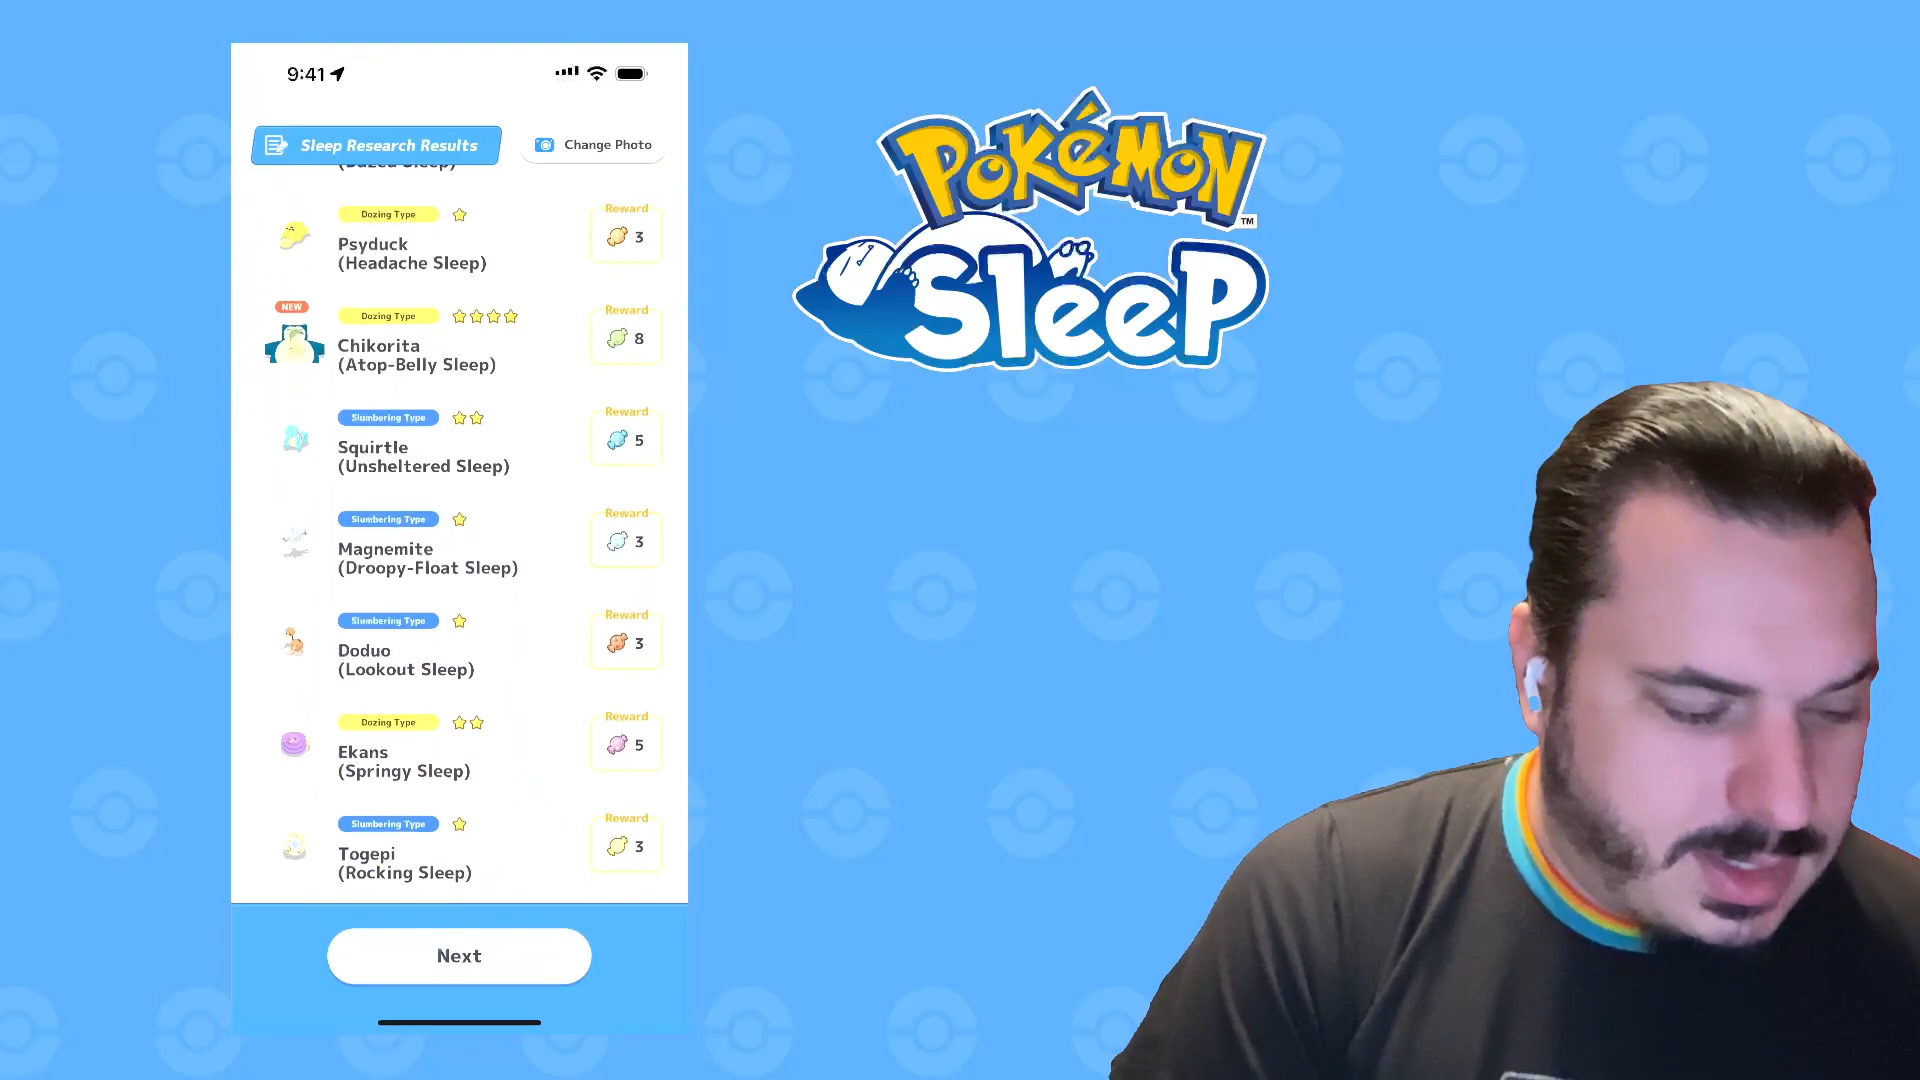 9:41
Sleep Research Results
Change Photo
(Dazed Sleep)
Dozing Type
Psyduck
(Headache Sleep)
Reward
3
NEW
Dozing Type
Chikorita
(Atop-Belly Sleep)
Reward
8
Slumbering Type
Squirtle
(Unsheltered Sleep)
Reward
5
Slumbering Type
Magnemite
(Droopy-Float Sleep)
Reward
3
Slumbering Type
Doduo
(Lookout Sleep)
Reward
3
Dozing Type
Ekans
(Springy Sleep)
Reward
5
Slumbering Type
Togepi
(Rocking Sleep)
Reward
3
Next
POKéMON
TM
Sleep